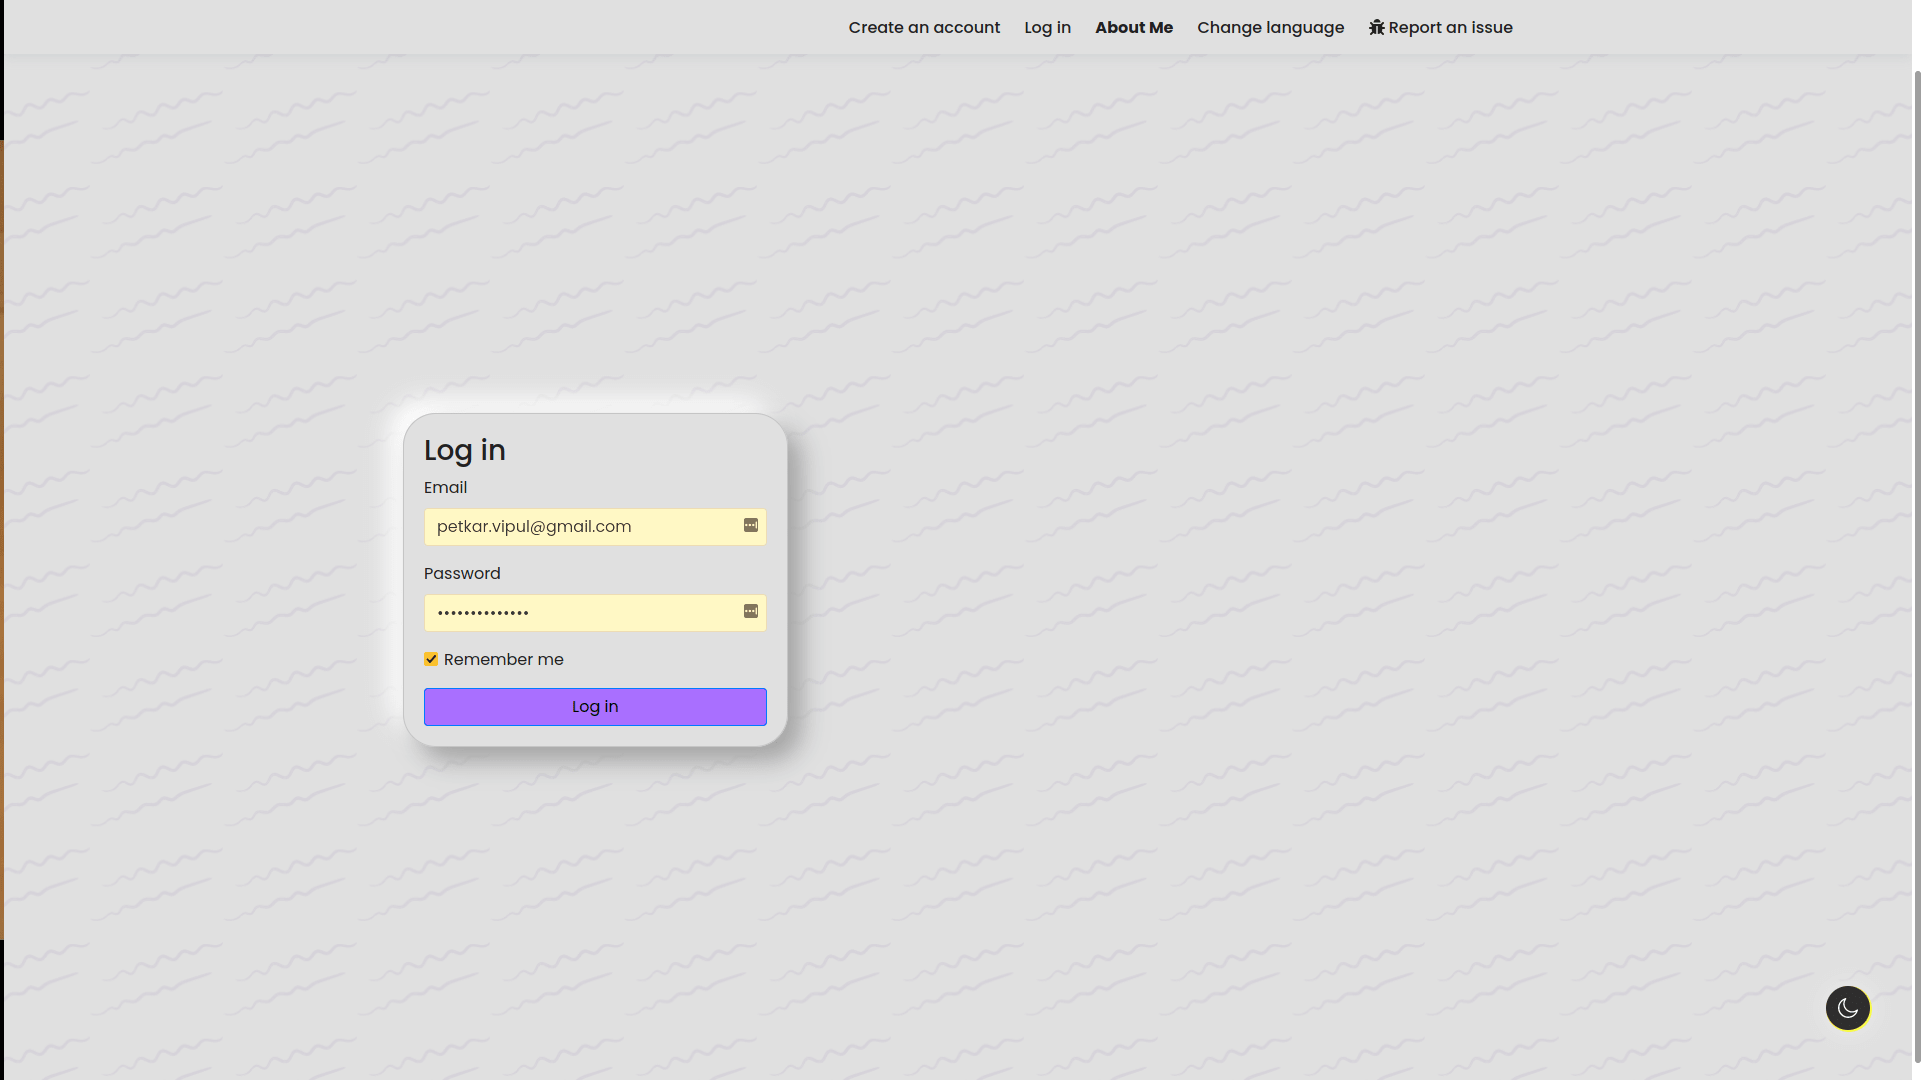 Create an account Log in About Me Change language Report an issue
Log in
Email
petkar.vipul@gmail.com
Password
••••••••••••••
Remember me
Log in